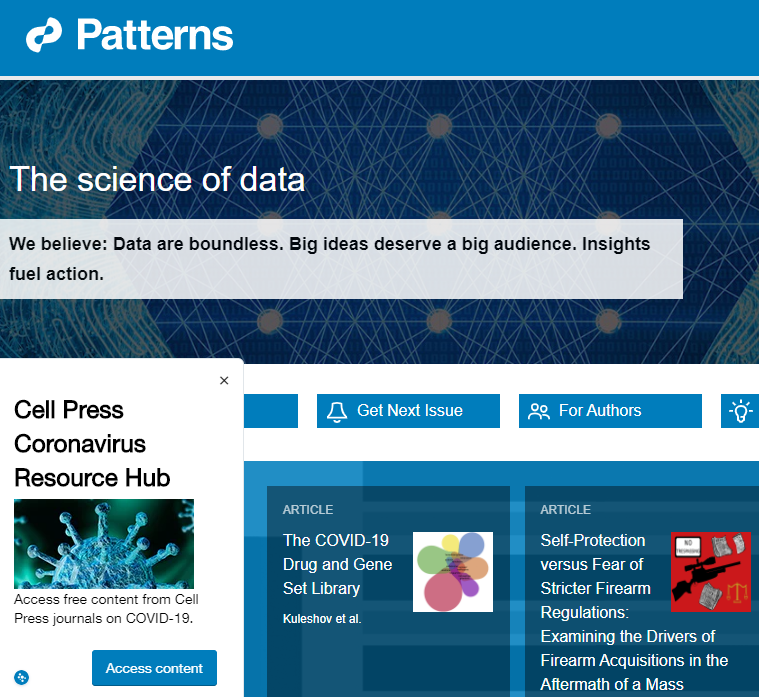 Patterns
The science of data
We believe: Data are boundless. Big ideas deserve a big audience. Insights
fuel action.
Get Next Issue
For Authors
Cell Press
Coronavirus
Resource Hub
Access free content from Cell
Press journals on COVID-19.
Access content
ARTICLE
The COVID-19
Drug and Gene
Set Library
Kuleshov et al.
ARTICLE
Self-Protection
versus Fear of
Stricter Firearm
Regulations:
Examining the Drivers of
Firearm Acquisitions in the
Aftermath of a Mass
NO